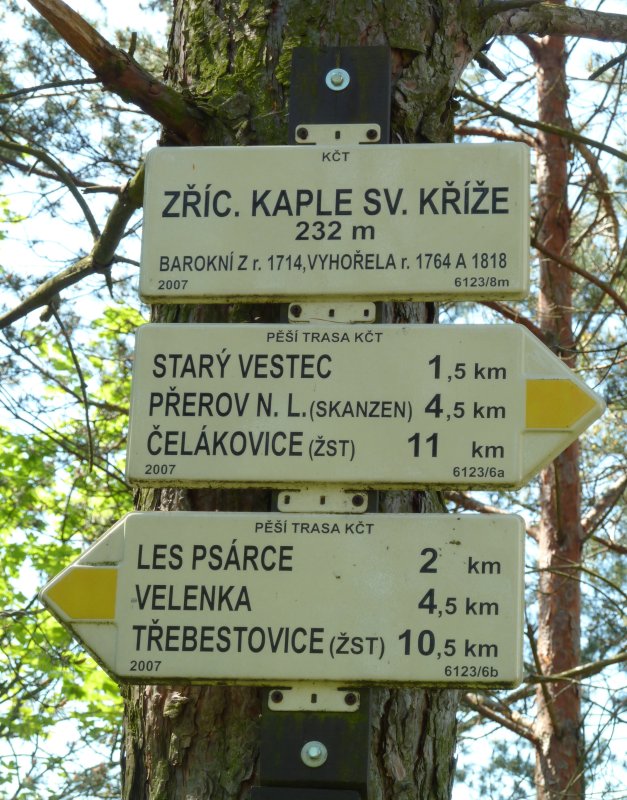 KČT
ZŘÍC. KAPLE SV. KŘÍŽE
232 m
BAROKNÍ Z r. 1714, VYHOŘELA r. 1764 A 1818
2007 6123/8m
PĚŠÍ TRASA KČT
STARÝ VESTEC 1,5 km
PŘEROV N. L. (SKANZEN) 4,5 km
ČELÁKOVICE (ŽST) 11 km
2007 6123/6a
PĚŠÍ TRASA KČT
LES PSÁRCE 2 km
VELENKA 4,5 km
TŘEBESTOVICE (ŽST) 10,5 km
2007 6123/6b